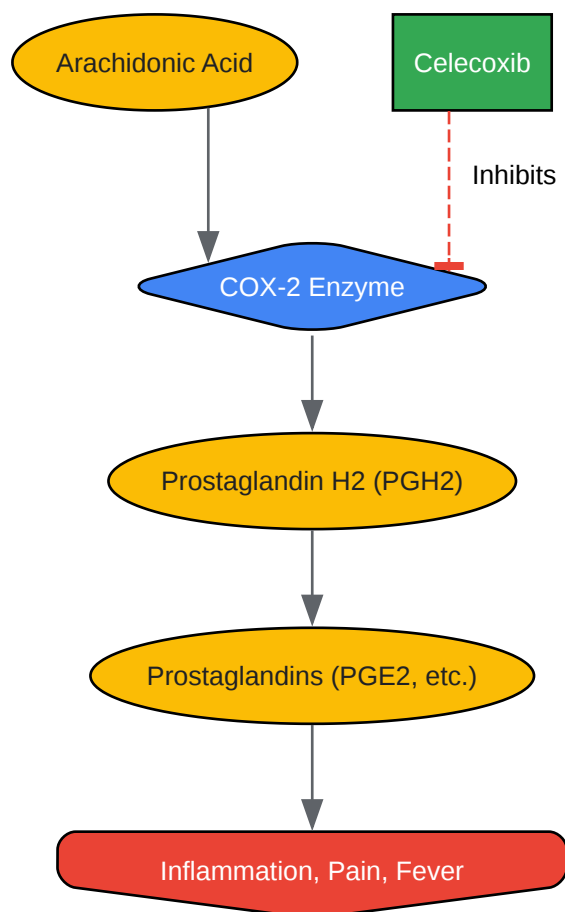 Arachidonic Acid
Celecoxib
Inhibits
COX-2 Enzyme
Prostaglandin H2 (PGH2)
Prostaglandins (PGE2, etc.)
Inflammation, Pain, Fever